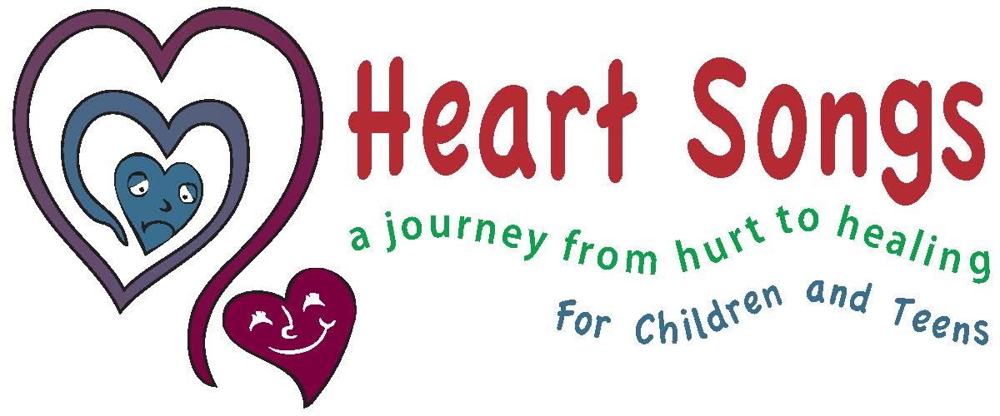 Heart Songs
a journey from hurt to healing
For Children and Teens